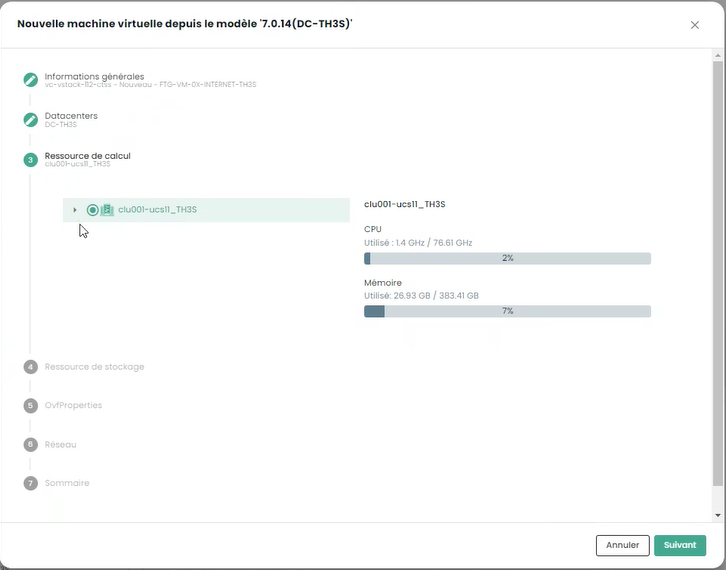 Nouvelle machine virtuelle depuis le modèle '7.0.14(DC-TH3S)'
Informations générales
vc-vstack-112-ctss - Nouveau - FTG-VM-0X-INTERNET-TH3S
Datacenters
DC-TH3S
3 Ressource de calcul
clu001-ucs11_TH3S
clu001-ucs11_TH3S
clu001-ucs11_TH3S
CPU
Utilisé : 1.4 GHz / 76.61 GHz
2%
Mémoire
Utilisé: 26.93 GB / 383.41 GB
7%
4 Ressource de stockage
5 OvfProperties
6 Réseau
7 Sommaire
Annuler
Suivant